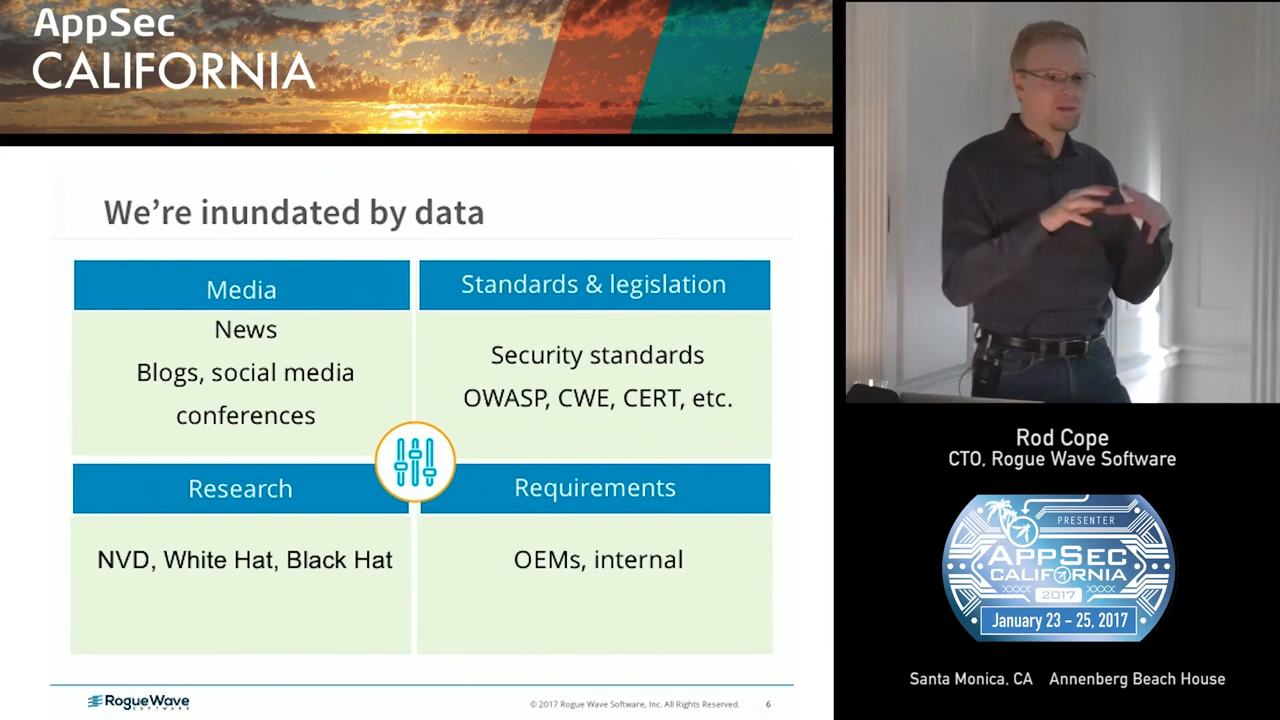 AppSec
CALIFORNIA
We're inundated by data
Media
News
Blogs, social media
conferences
Standards & legislation
Security standards
OWASP, CWE, CERT, etc.
Research
NVD, White Hat, Black Hat
Requirements
OEMs, internal
RogueWave
SOFTWARE
© 2017 Rogue Wave Software, Inc. All Rights Reserved. 6
Rod Cope
CTO, Rogue Wave Software
PRESENTER
APPSEC
CALIFORNIA
2017
January 23 – 25, 2017
Santa Monica, CA Annenberg Beach House